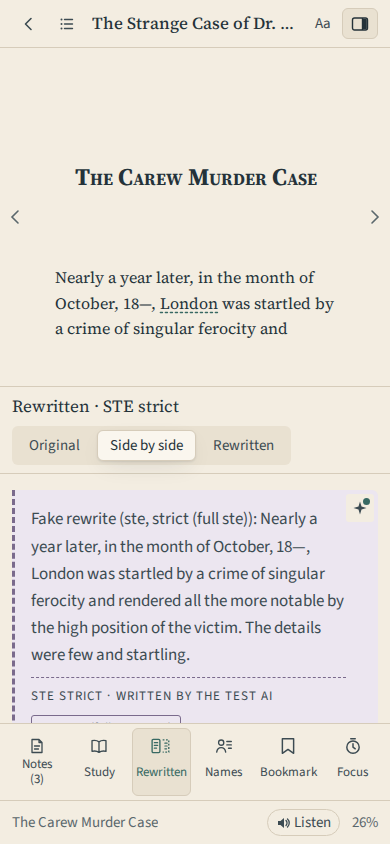 The Strange Case of Dr. ...
Aa
The Carew Murder Case
Nearly a year later, in the month of
October, 18—, London was startled by
a crime of singular ferocity and
Rewritten · STE strict
Original
Side by side
Rewritten
Fake rewrite (ste, strict (full ste)): Nearly a
year later, in the month of October, 18—,
London was startled by a crime of singular
ferocity and rendered all the more notable by
the high position of the victim. The details
were few and startling.
STE STRICT · WRITTEN BY THE TEST AI
Notes
(3)
Study
Rewritten
Names
Bookmark
Focus
The Carew Murder Case
Listen
26%